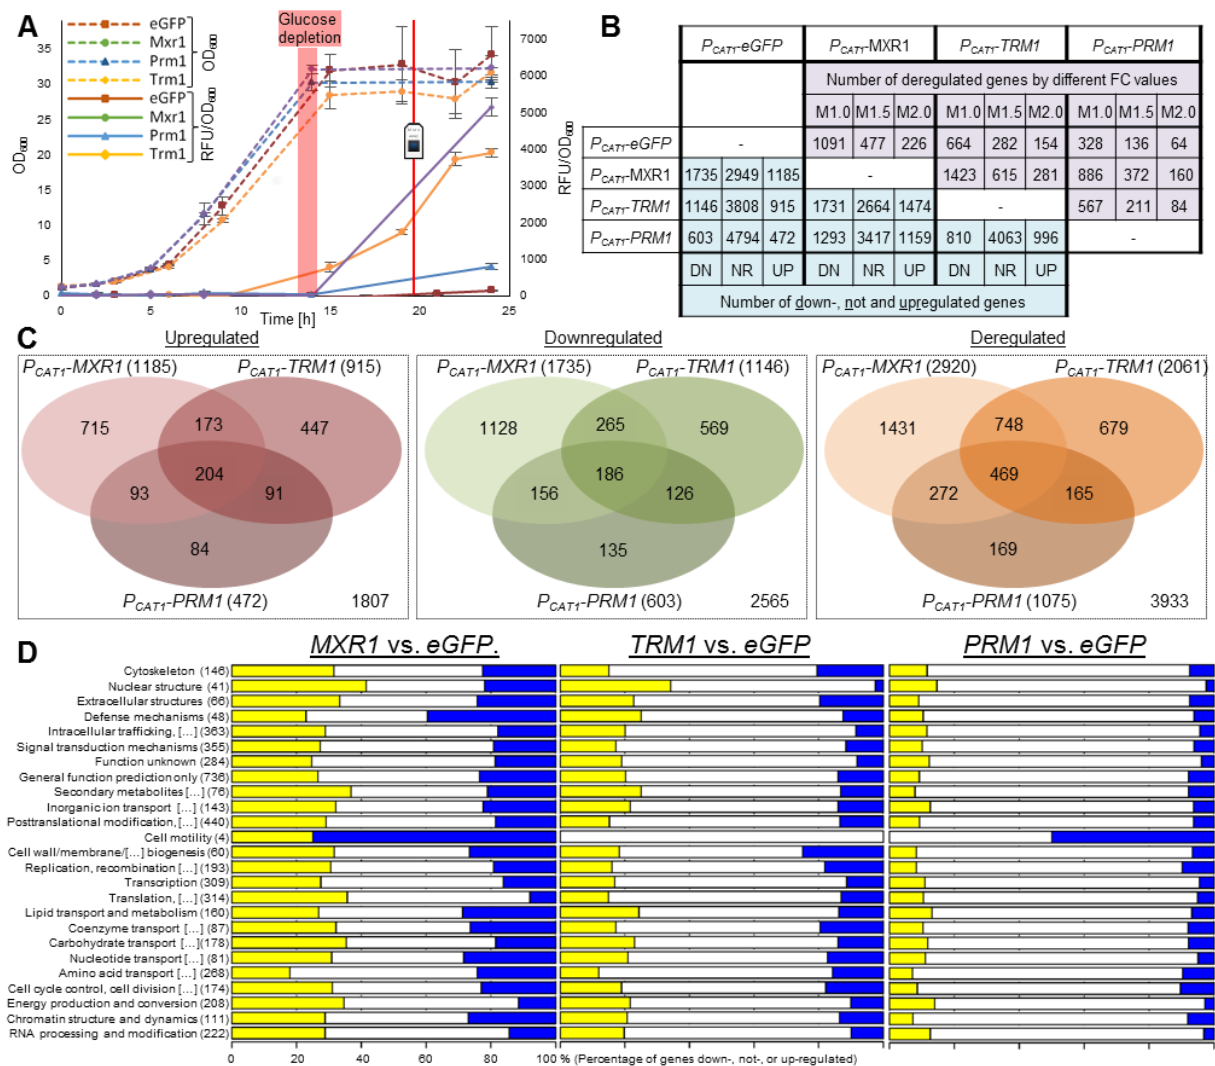 A
Glucose
depletion
eGFP
Mxr1
Prm1
Trm1
OD600
eGFP
Mxr1
Prm1
Trm1
RFU/OD600
35
30
25
20
15
10
5
0
OD600
7000
6000
5000
4000
3000
2000
1000
0
RFU/OD600
0 5 10 15 20 25
Time [h]
B
PCAT1-eGFP PCAT1-MXR1 PCAT1-TRM1 PCAT1-PRM1
Number of deregulated genes by different FC values
M1.0 M1.5 M2.0 M1.0 M1.5 M2.0 M1.0 M1.5 M2.0
PCAT1-eGFP - 1091 477 226 664 282 154 328 136 64
PCAT1-MXR1 1735 2949 1185 - 1423 615 281 886 372 160
PCAT1-TRM1 1146 3808 915 1731 2664 1474 - 567 211 84
PCAT1-PRM1 603 4794 472 1293 3417 1159 810 4063 996 -
DN NR UP DN NR UP DN NR UP
Number of down-, not and upregulated genes
C
Upregulated
PCAT1-MXR1 (1185) PCAT1-TRM1 (915)
715 173 447
204
93 91
84
PCAT1-PRM1 (472) 1807
Downregulated
PCAT1-MXR1 (1735) PCAT1-TRM1 (1146)
1128 265 569
186
156 126
135
PCAT1-PRM1 (603) 2565
Deregulated
PCAT1-MXR1 (2920) PCAT1-TRM1 (2061)
1431 748 679
469
272 165
169
PCAT1-PRM1 (1075) 3933
D
MXR1 vs. eGFP. TRM1 vs. eGFP PRM1 vs. eGFP
Cytoskeleton (146)
Nuclear structure (41)
Extracellular structures (66)
Defense mechanisms (48)
Intracellular trafficking, [...] (363)
Signal transduction mechanisms (355)
Function unknown (284)
General function prediction only (736)
Secondary metabolites [...] (76)
Inorganic ion transport [...] (143)
Posttranslational modification, [...] (440)
Cell motility (4)
Cell wall/membrane/[...] biogenesis (60)
Replication, recombination [...] (193)
Transcription (309)
Translation, [...] (314)
Lipid transport and metabolism (160)
Coenzyme transport [...] (87)
Carbohydrate transport [...](178)
Nucleotide transport [...] (81)
Amino acid transport [...] (268)
Cell cycle control, cell division [...] (174)
Energy production and conversion (208)
Chromatin structure and dynamics (111)
RNA processing and modification (222)
0 20 40 60 80 100 % (Percentage of genes down-, not-, or up-regulated)